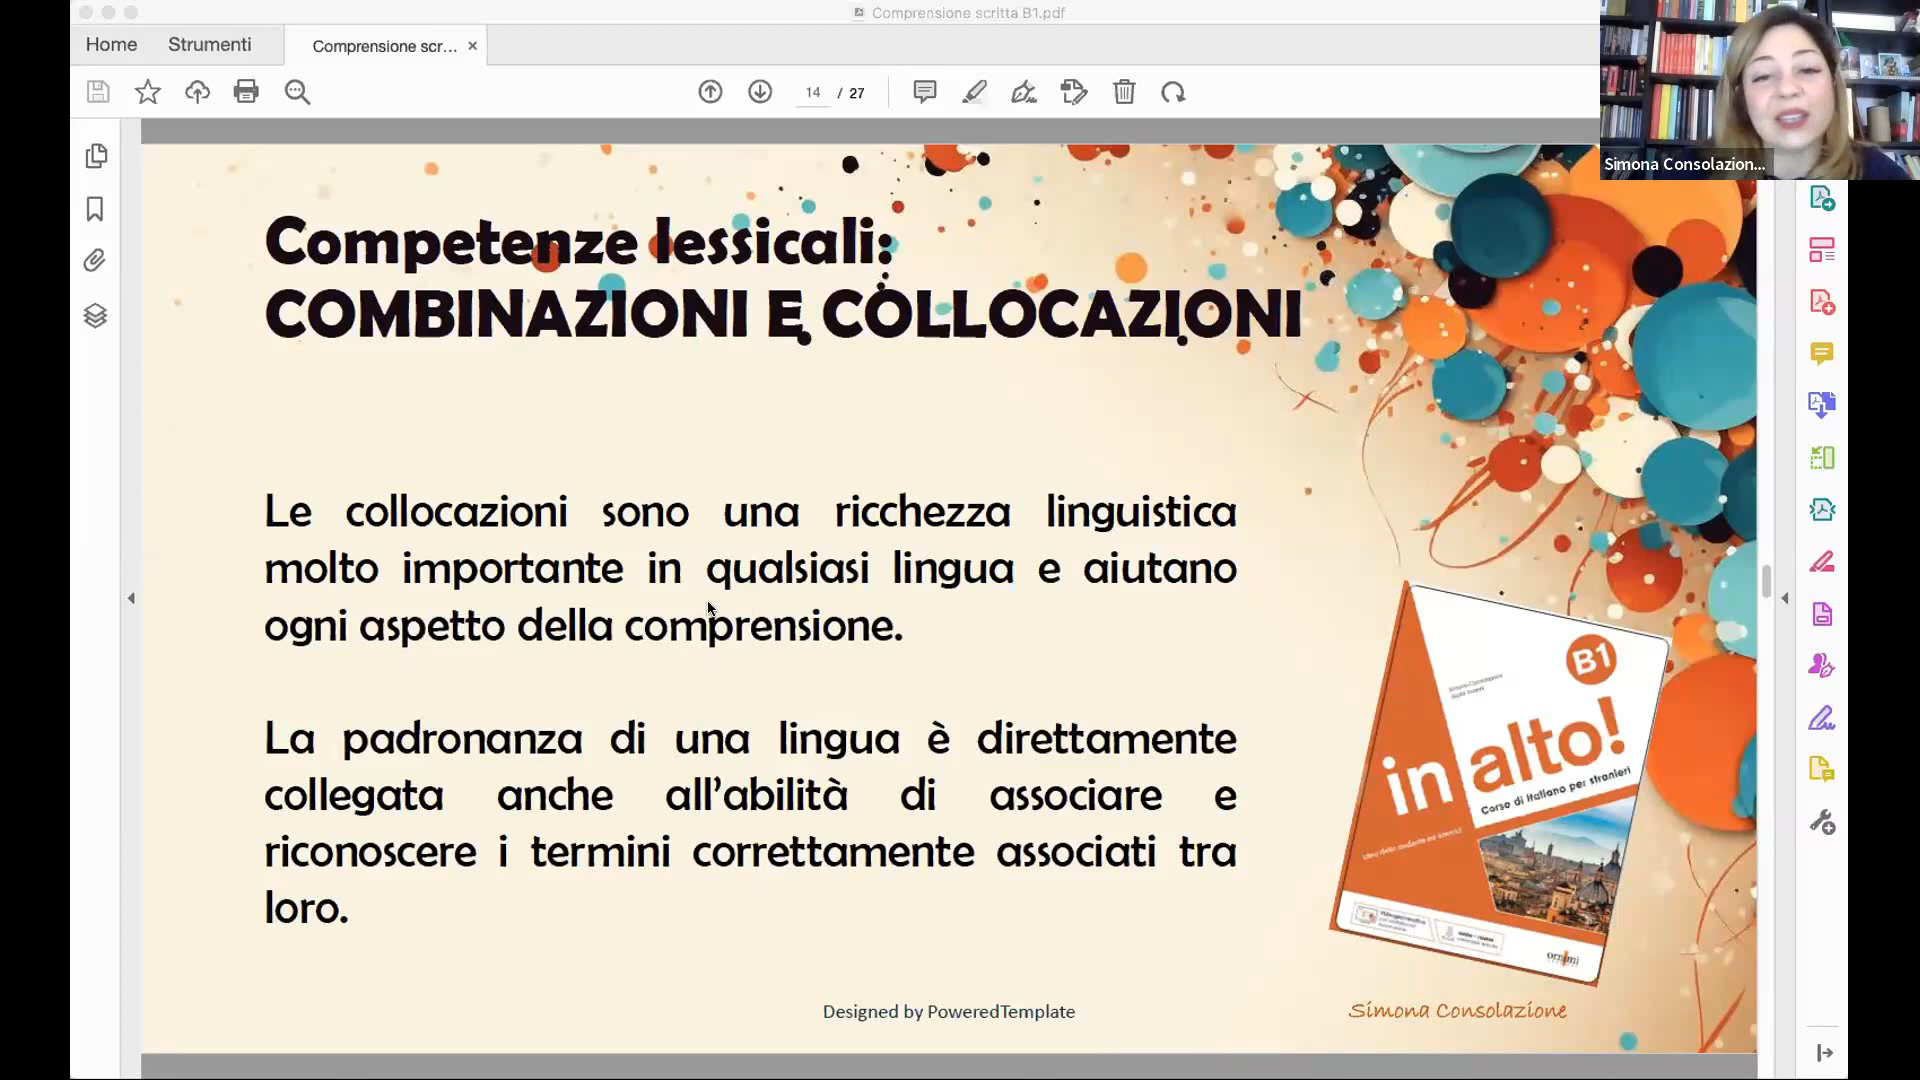 Comprensione scritta B1.pdf
Home
Strumenti
Comprensione scr...
14 / 27
Simona Consolazion...
Competenze lessicali:
COMBINAZIONI E COLLOCAZIONI
Le collocazioni sono una ricchezza linguistica
molto importante in qualsiasi lingua e aiutano
ogni aspetto della comprensione.
La padronanza di una lingua è direttamente
collegata anche all'abilità di associare e
riconoscere i termini correttamente associati tra
loro.
B1
in alto!
Corso di italiano per stranieri
ornimi
Designed by PoweredTemplate
Simona Consolazione